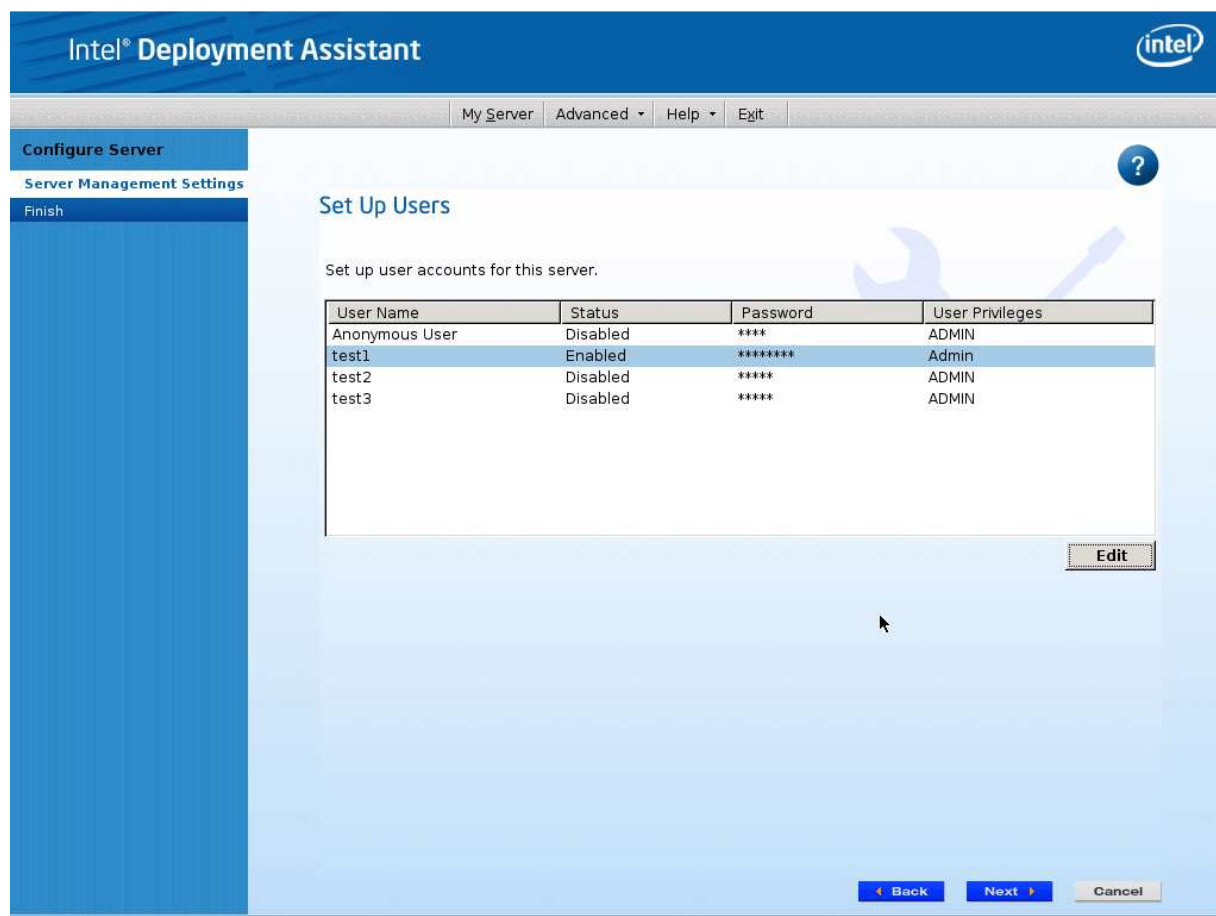 Intel® Deployment Assistant
intel
My Server Advanced Help Exit
Configure Server
Server Management Settings
Finish
?
Set Up Users
Set up user accounts for this server.
User Name Status Password User Privileges
Anonymous User Disabled **** ADMIN
test1 Enabled ******** Admin
test2 Disabled ***** ADMIN
test3 Disabled ***** ADMIN
Edit
Back Next Cancel